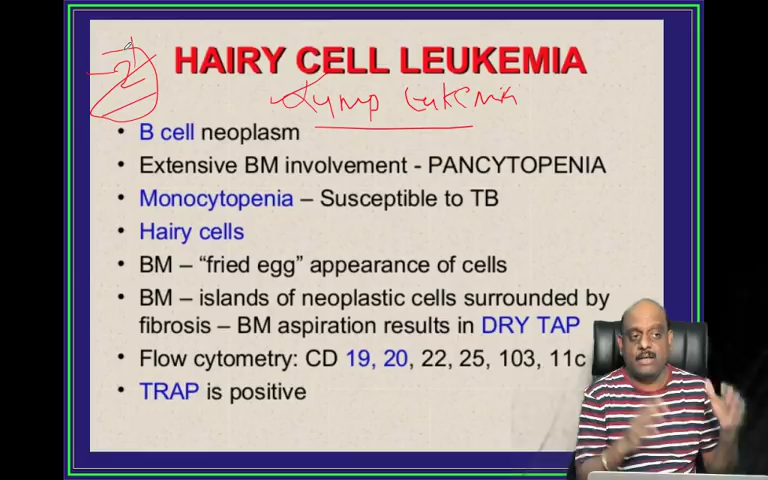 HAIRY CELL LEUKEMIA
Lymp Leukemia
• B cell neoplasm
• Extensive BM involvement - PANCYTOPENIA
• Monocytopenia – Susceptible to TB
• Hairy cells
• BM – “fried egg” appearance of cells
• BM – islands of neoplastic cells surrounded by
fibrosis – BM aspiration results in DRY TAP
• Flow cytometry: CD 19, 20, 22, 25, 103, 11c
• TRAP is positive